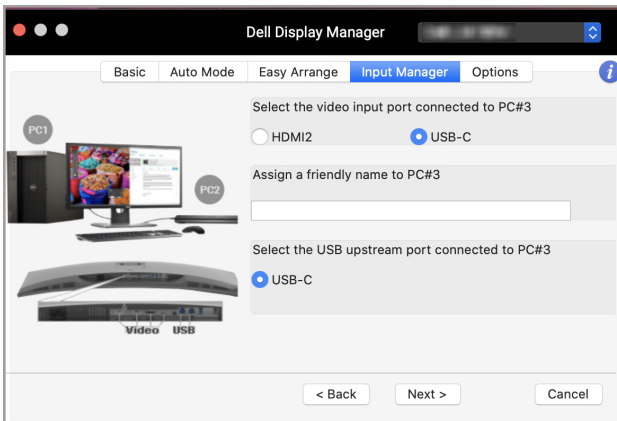 Dell Display Manager
Basic Auto Mode Easy Arrange Input Manager Options
i
Select the video input port connected to PC#3
HDMI2 USB-C
PC1
Assign a friendly name to PC#3
PC2
Select the USB upstream port connected to PC#3
USB-C
Video USB
< Back Next > Cancel